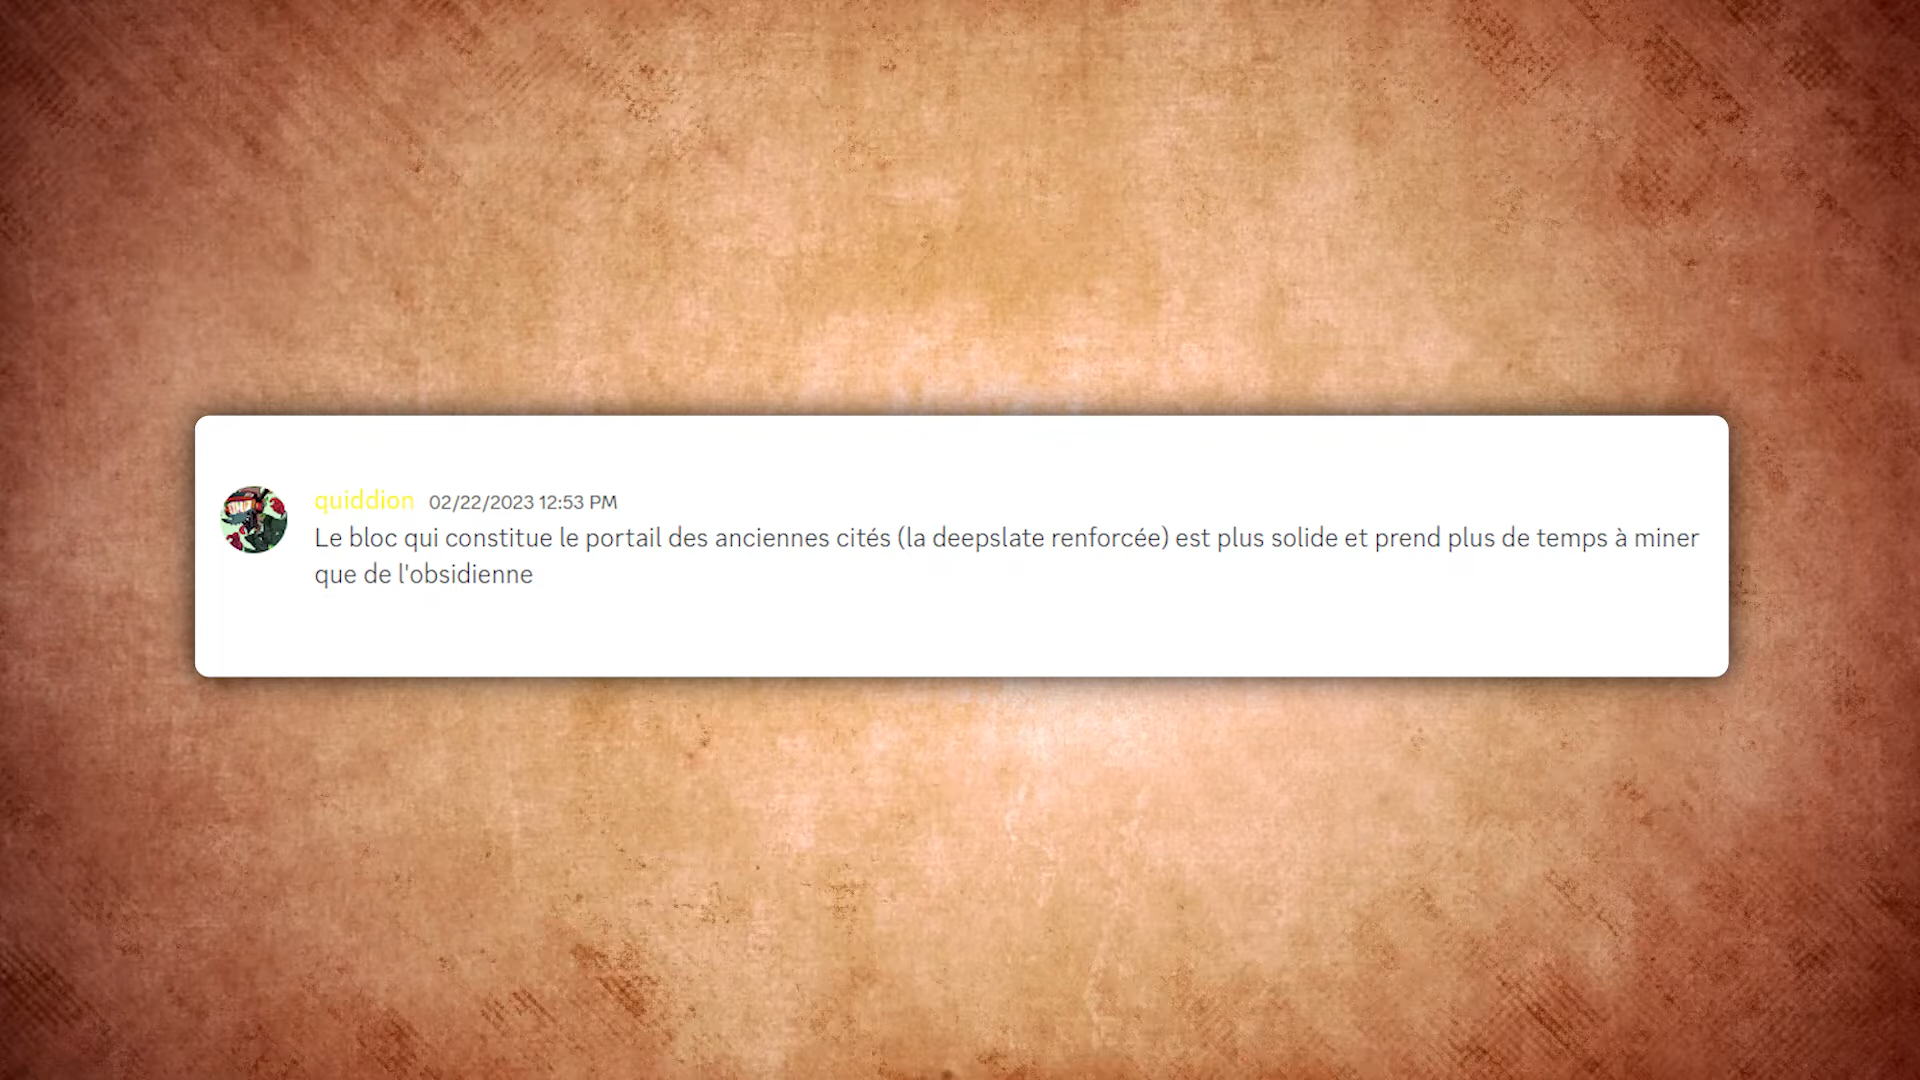 quiddion 02/22/2023 12:53 PM
Le bloc qui constitue le portail des anciennes cités (la deepslate renforcée) est plus solide et prend plus de temps à miner
que de l'obsidienne